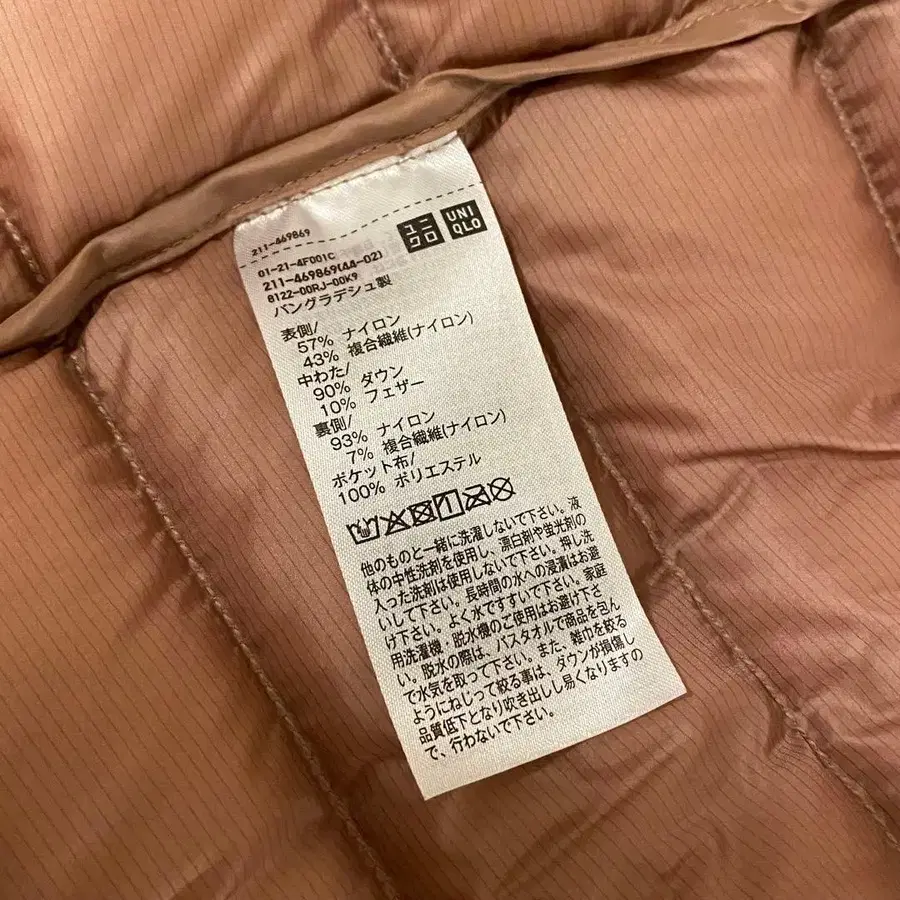 211-469869
ユニ
クロ
UNI
QLO
01-21-4F001C
211-469869(44-02)
8122-00RJ-00K9
バングラデシュ製
表側/
57% ナイロン
43% 複合繊維(ナイロン)
中わた/
90% ダウン
10% フェザー
裏側/
93% ナイロン
7% 複合繊維(ナイロン)
ポケット布/
100% ポリエステル
他のものと一緒に洗濯しないで下さい。液
体の中性洗剤を使用し、漂白剤や蛍光剤の
入った洗剤は使用しないで下さい。押し洗
いして下さい。長時間の水への浸漬はお避
け下さい。よく水ですすいで下さい。家庭
用洗濯機・脱水機のご使用はお避け下さ
い。脱水の際は、バスタオルで商品を包ん
で水気を取って下さい。また、雑巾を絞る
ようにねじって絞る事は、ダウンが損傷し
品質低下となり吹き出しし易くなりますの
で、行わないで下さい。